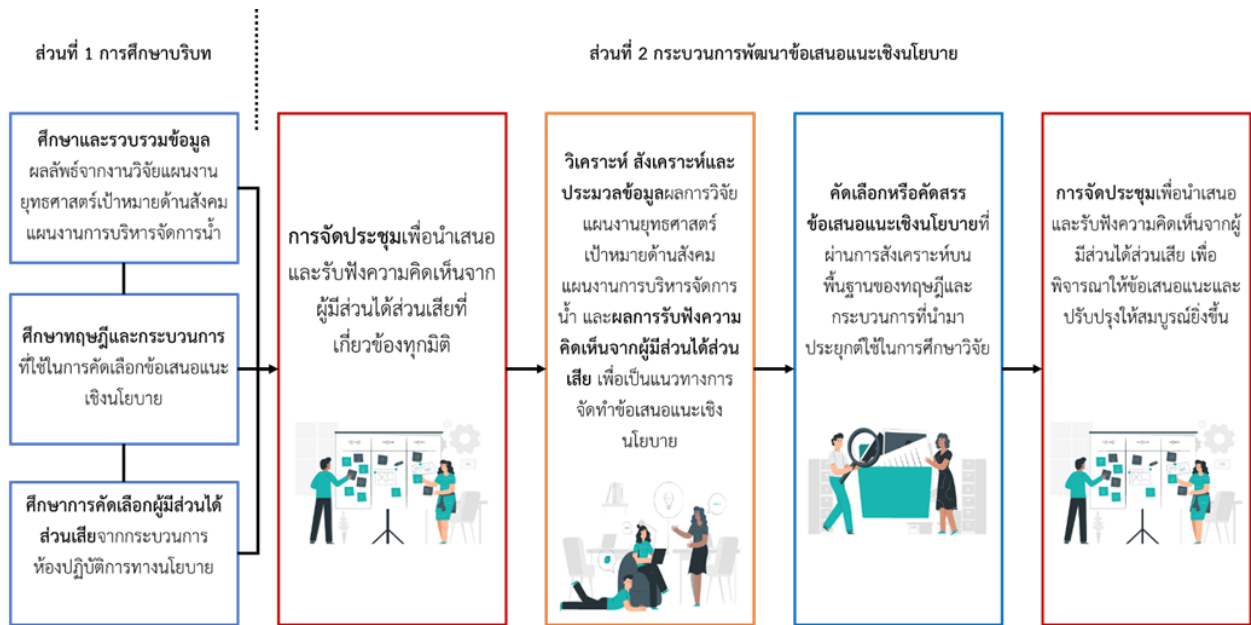 ส่วนที่ 1 การศึกษาบริบท
ส่วนที่ 2 กระบวนการพัฒนาข้อเสนอแนะเชิงนโยบาย
ศึกษาและรวบรวมข้อมูล
ผลลัพธ์จากงานวิจัยแผนงาน
ยุทธศาสตร์เป้าหมายด้านสังคม
แผนงานการบริหารจัดการน้ำ
ศึกษาทฤษฎีและกระบวนการ
ที่ใช้ในการคัดเลือกข้อเสนอแนะ
เชิงนโยบาย
ศึกษาการคัดเลือกผู้มีส่วนได้
ส่วนเสียจากกระบวนการ
ห้องปฏิบัติการทางนโยบาย
การจัดประชุมเพื่อนำเสนอ
และรับฟังความคิดเห็นจาก
ผู้มีส่วนได้ส่วนเสียที่
เกี่ยวข้องทุกมิติ
วิเคราะห์ สังเคราะห์และ
ประมวลข้อมูลผลการวิจัย
แผนงานยุทธศาสตร์
เป้าหมายด้านสังคม
แผนงานการบริหารจัดการ
น้ำ และผลการรับฟังความ
คิดเห็นจากผู้มีส่วนได้ส่วน
เสีย เพื่อเป็นแนวทางการ
จัดทำข้อเสนอแนะเชิง
นโยบาย
คัดเลือกหรือคัดสรร
ข้อเสนอแนะเชิงนโยบายที่
ผ่านการสังเคราะห์บน
พื้นฐานของทฤษฎีและ
กระบวนการที่นำมา
ประยุกต์ใช้ในการศึกษาวิจัย
การจัดประชุมเพื่อนำเสนอ
และรับฟังความคิดเห็นจากผู้
มีส่วนได้ส่วนเสีย เพื่อ
พิจารณาให้ข้อเสนอแนะและ
ปรับปรุงให้สมบูรณ์ยิ่งขึ้น